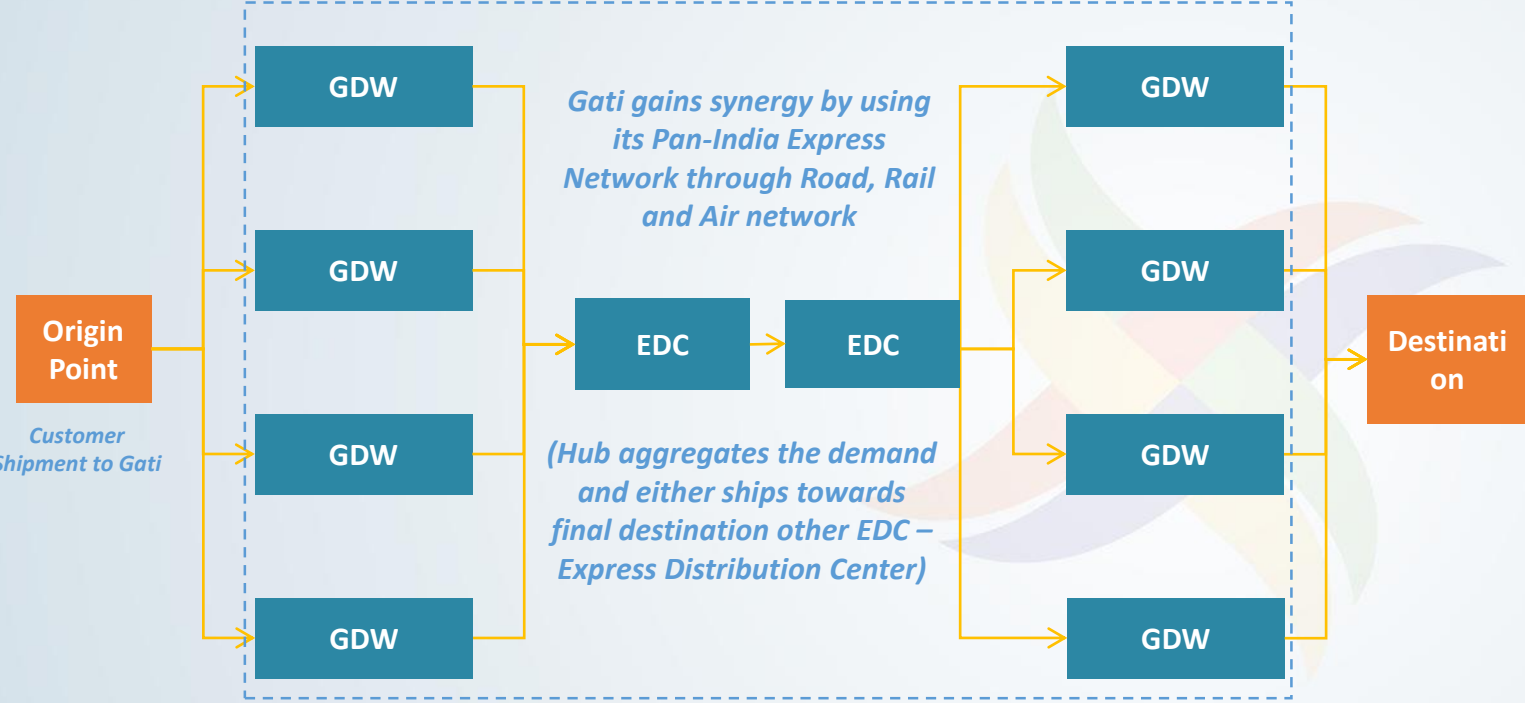 GDW
GDW
GDW
GDW
Origin
Point
Customer
Shipment to Gati
Gati gains synergy by using
its Pan-India Express
Network through Road, Rail
and Air network
EDC
EDC
(Hub aggregates the demand
and either ships towards
final destination other EDC –
Express Distribution Center)
GDW
GDW
GDW
GDW
Destinati
on